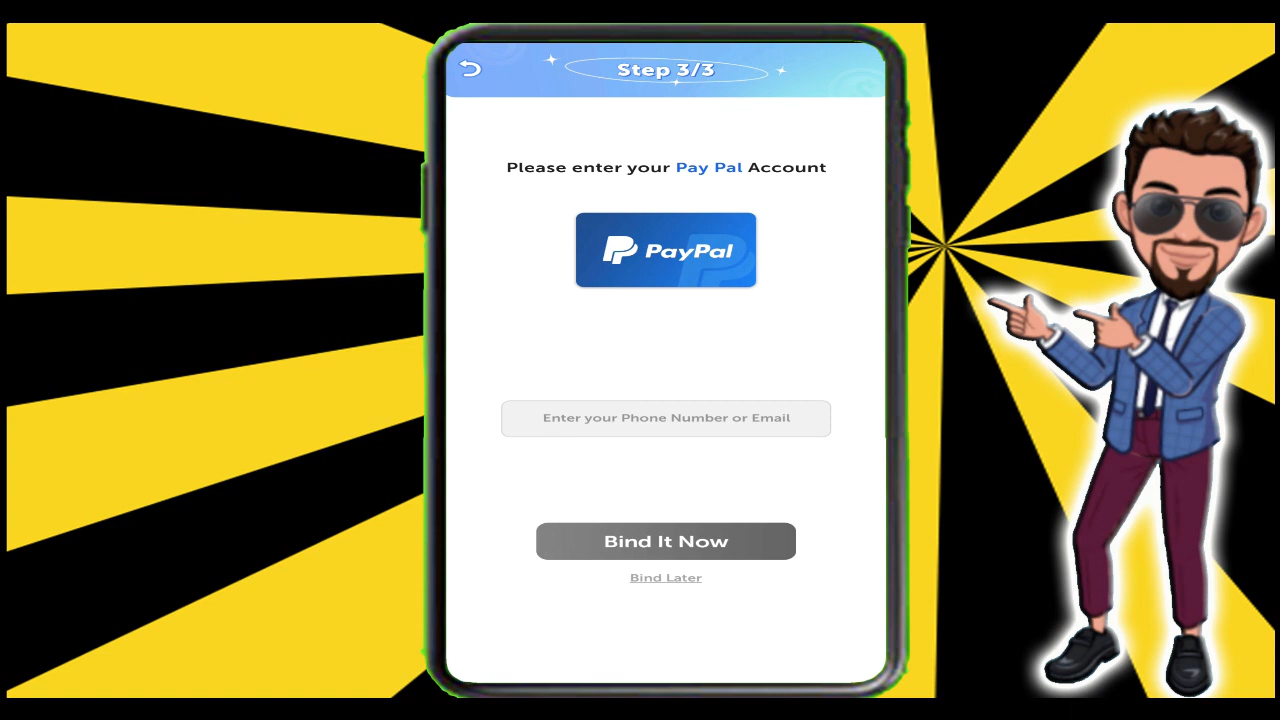 Step 3/3
Please enter your Pay Pal Account
PayPal
Enter your Phone Number or Email
Bind It Now
Bind Later